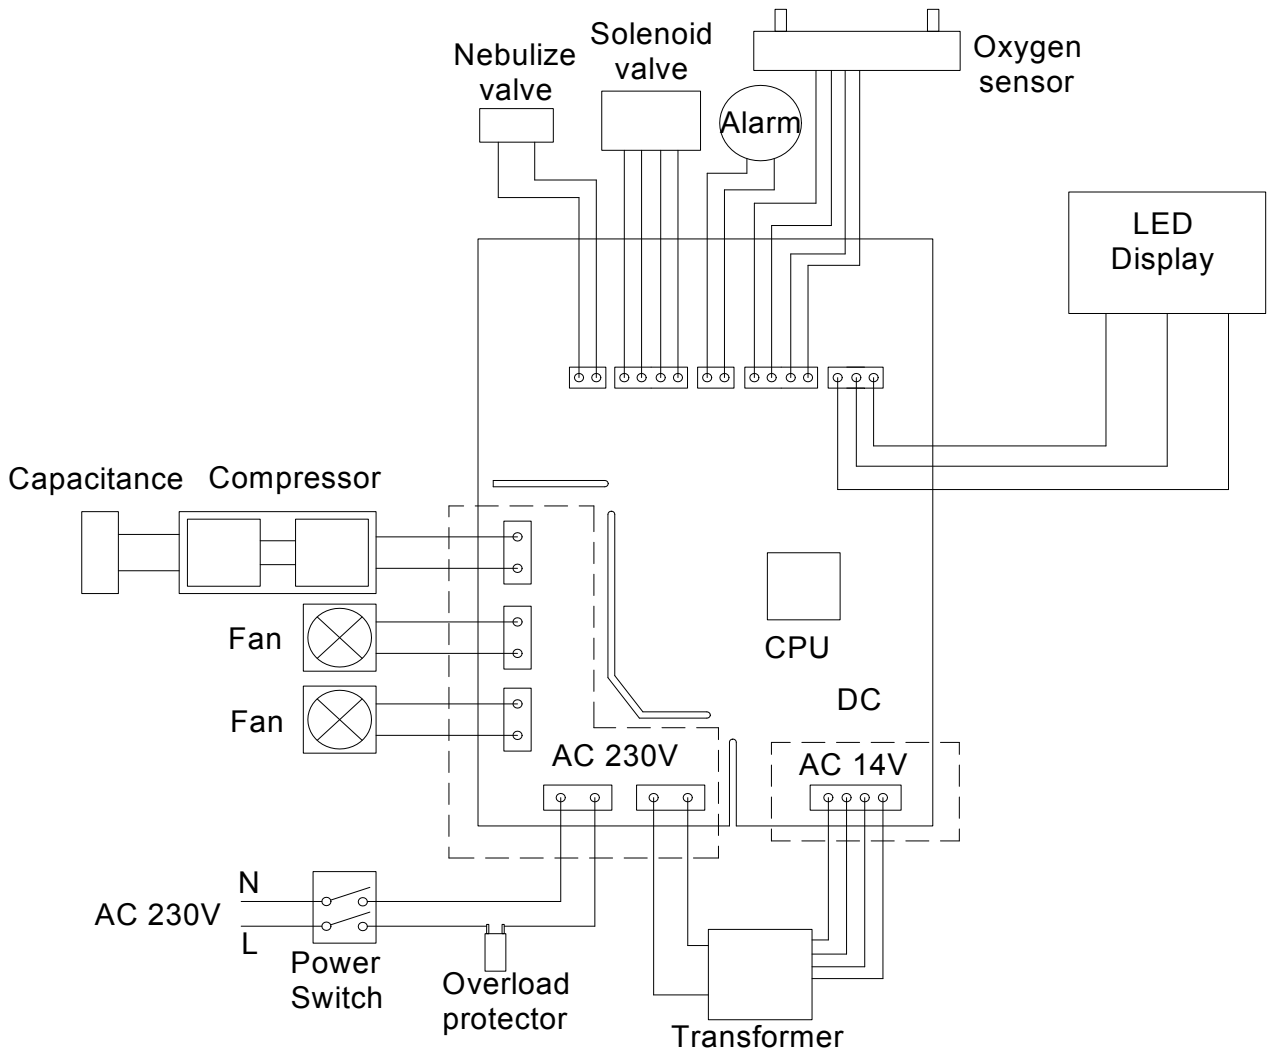 Nebulize
valve
Solenoid
valve
Alarm
Oxygen
sensor
LED
Display
Capacitance
Compressor
Fan
Fan
CPU
DC
AC 230V
AC 14V
N
AC 230V
L
Power
Switch
Overload
protector
Transformer